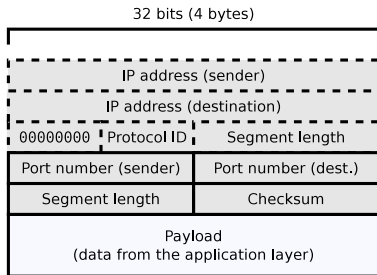 32 bits (4 bytes)
IP address (sender)
IP address (destination)
00000000 Protocol ID Segment length
Port number (sender) Port number (dest.)
Segment length Checksum
Payload
(data from the application layer)